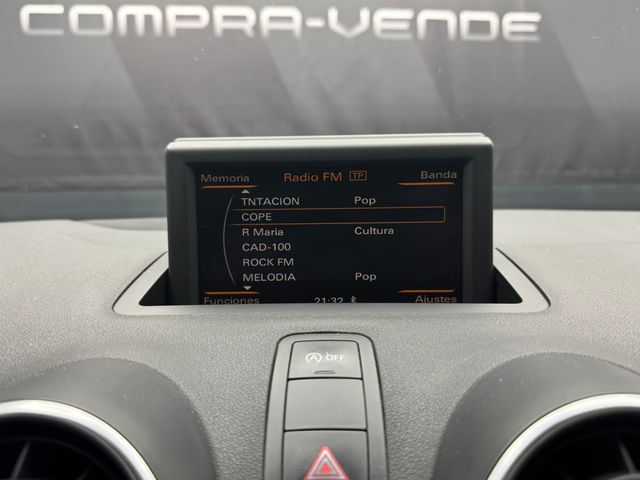 COMPRA-VENDE
Memoria Radio FM TP Banda
TNTACION Pop
COPE
R Maria Cultura
CAD-100
ROCK FM
MELODIA Pop
Funciones 21:32 Ajustes
A OFF